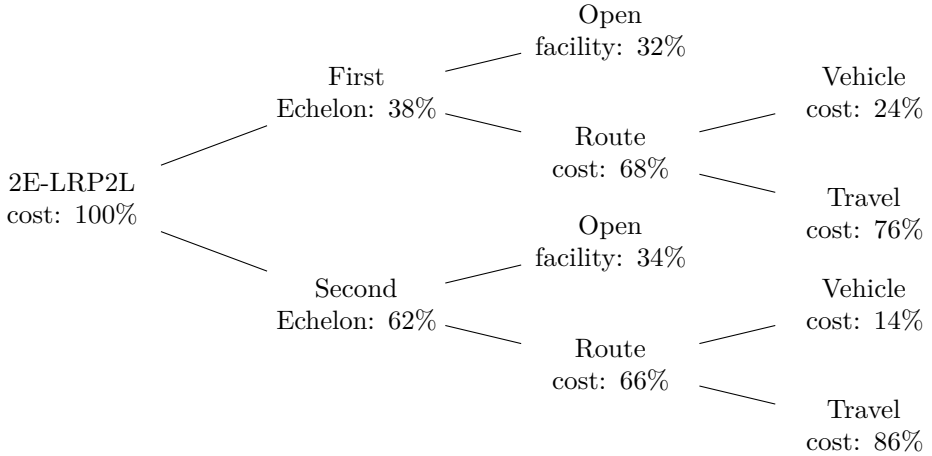 2E-LRP2L
cost: 100%
First
Echelon: 38%
Open
facility: 32%
Route
cost: 68%
Vehicle
cost: 24%
Travel
cost: 76%
Second
Echelon: 62%
Open
facility: 34%
Route
cost: 66%
Vehicle
cost: 14%
Travel
cost: 86%